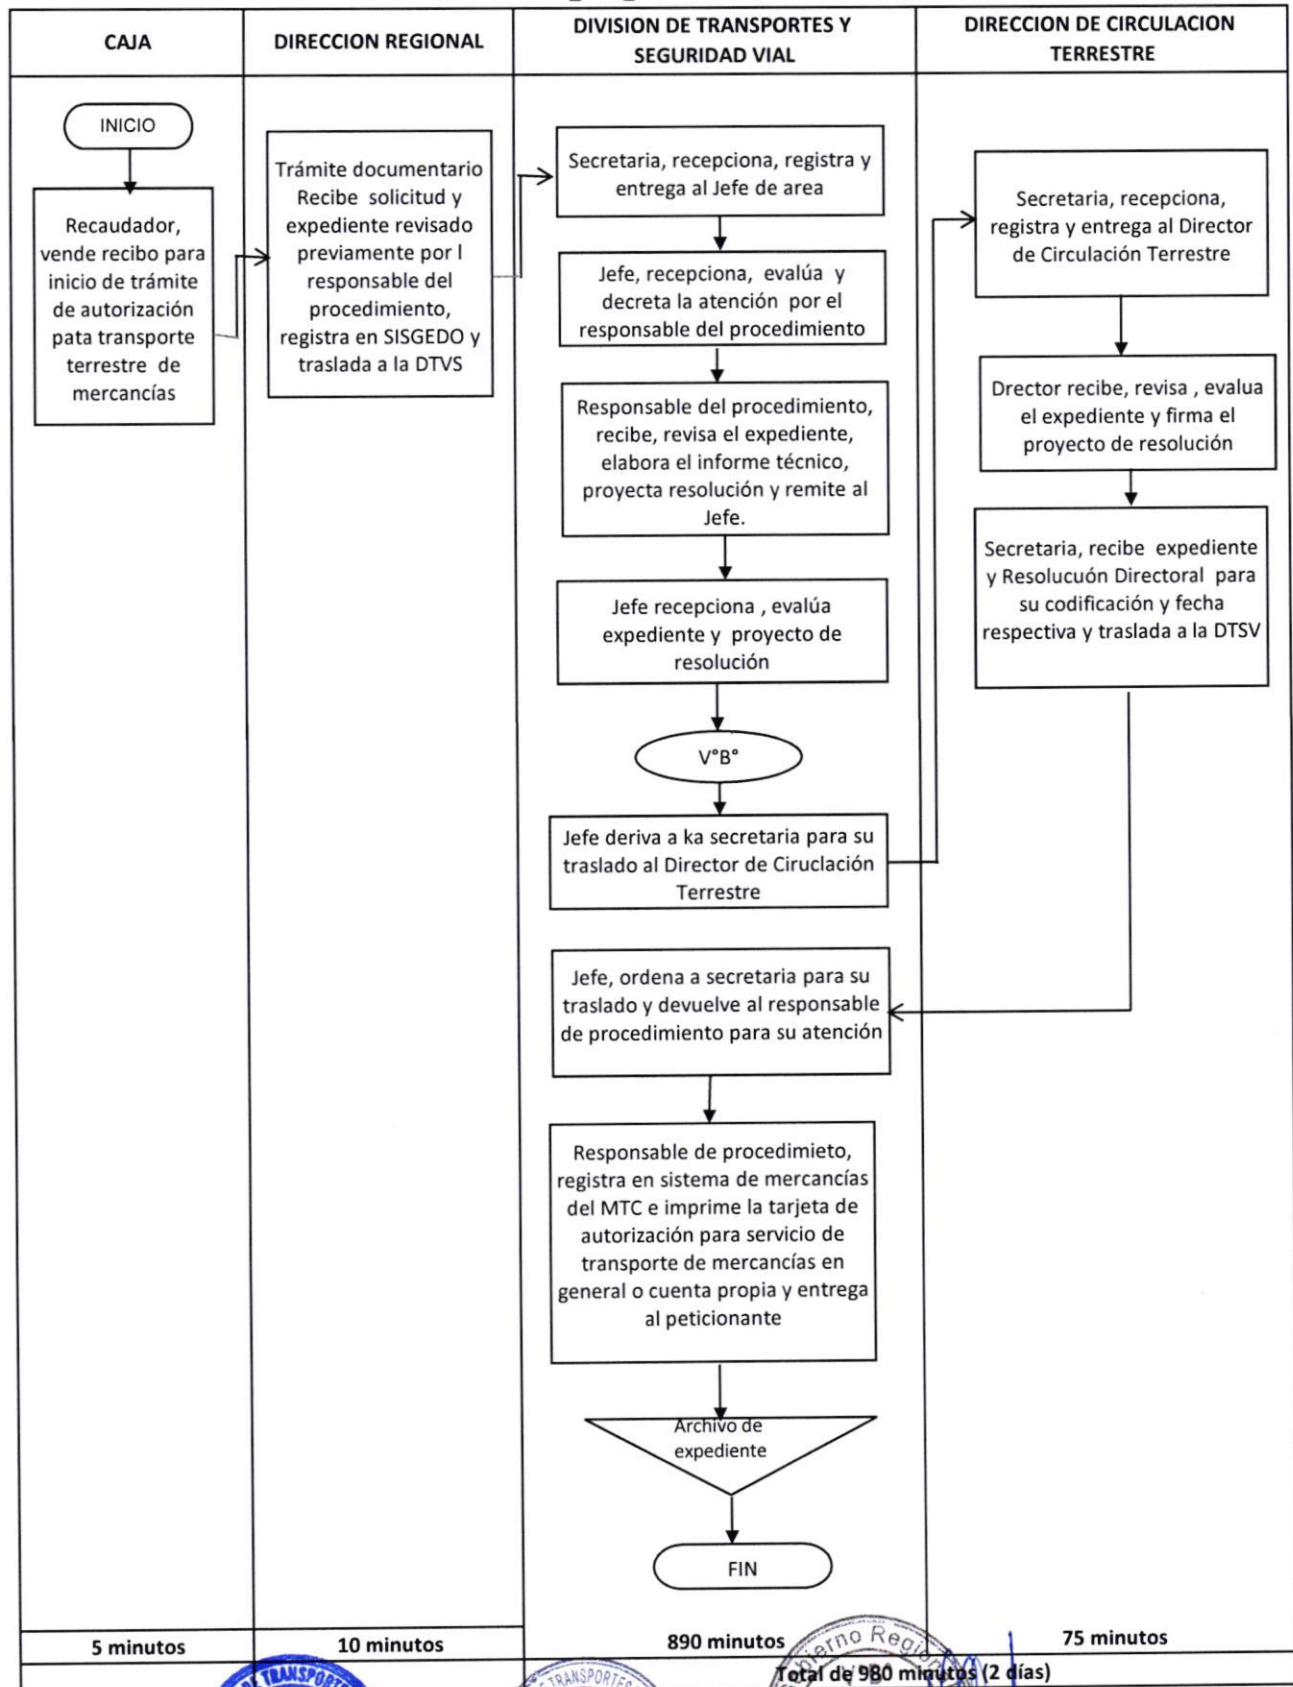 CAJA
DIRECCION REGIONAL
DIVISION DE TRANSPORTES Y
SEGURIDAD VIAL
DIRECCION DE CIRCULACION
TERRESTRE
INICIO
Recaudador,
vende recibo para
inicio de trámite
de autorización
pata transporte
terrestre de
mercancías
Trámite documentario
Recibe solicitud y
expediente revisado
previamente por l
responsable del
procedimiento,
registra en SISGEDO y
traslada a la DTVS
Secretaria, recepciona, registra y
entrega al Jefe de area
Jefe, recepciona, evalúa y
decreta la atención por el
responsable del procedimiento
Responsable del procedimiento,
recibe, revisa el expediente,
elabora el informe técnico,
proyecta resolución y remite al
Jefe.
Jefe recepciona , evalúa
expediente y proyecto de
resolución
V°B°
Jefe deriva a ka secretaria para su
traslado al Director de Ciruclación
Terrestre
Secretaria, recepciona,
registra y entrega al Director
de Circulación Terrestre
Drector recibe, revisa , evalua
el expediente y firma el
proyecto de resolución
Secretaria, recibe expediente
y Resolucuón Directoral para
su codificación y fecha
respectiva y traslada a la DTSV
Jefe, ordena a secretaria para su
traslado y devuelve al responsable
de procedimiento para su atención
Responsable de procedimieto,
registra en sistema de mercancías
del MTC e imprime la tarjeta de
autorización para servicio de
transporte de mercancías en
general o cuenta propia y entrega
al peticionante
Archivo de
expediente
FIN
5 minutos
10 minutos
890 minutos
75 minutos
Total de 980 minutos (2 días)
DE TRANSPORTES